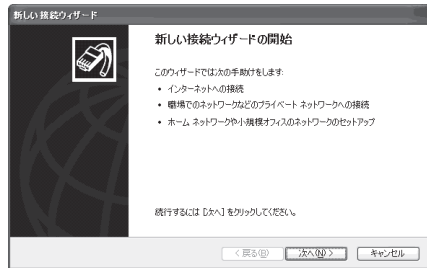 新しい接続ウィザード
新しい接続ウィザードの開始
このウィザードでは次の手助けをします:
• インターネットへの接続
• 職場でのネットワークなどのプライベート ネットワークへの接続
• ホーム ネットワークや小規模オフィスのネットワークのセットアップ
続行するには [次へ] をクリックしてください。
< 戻る(B) 次へ(N) > キャンセル